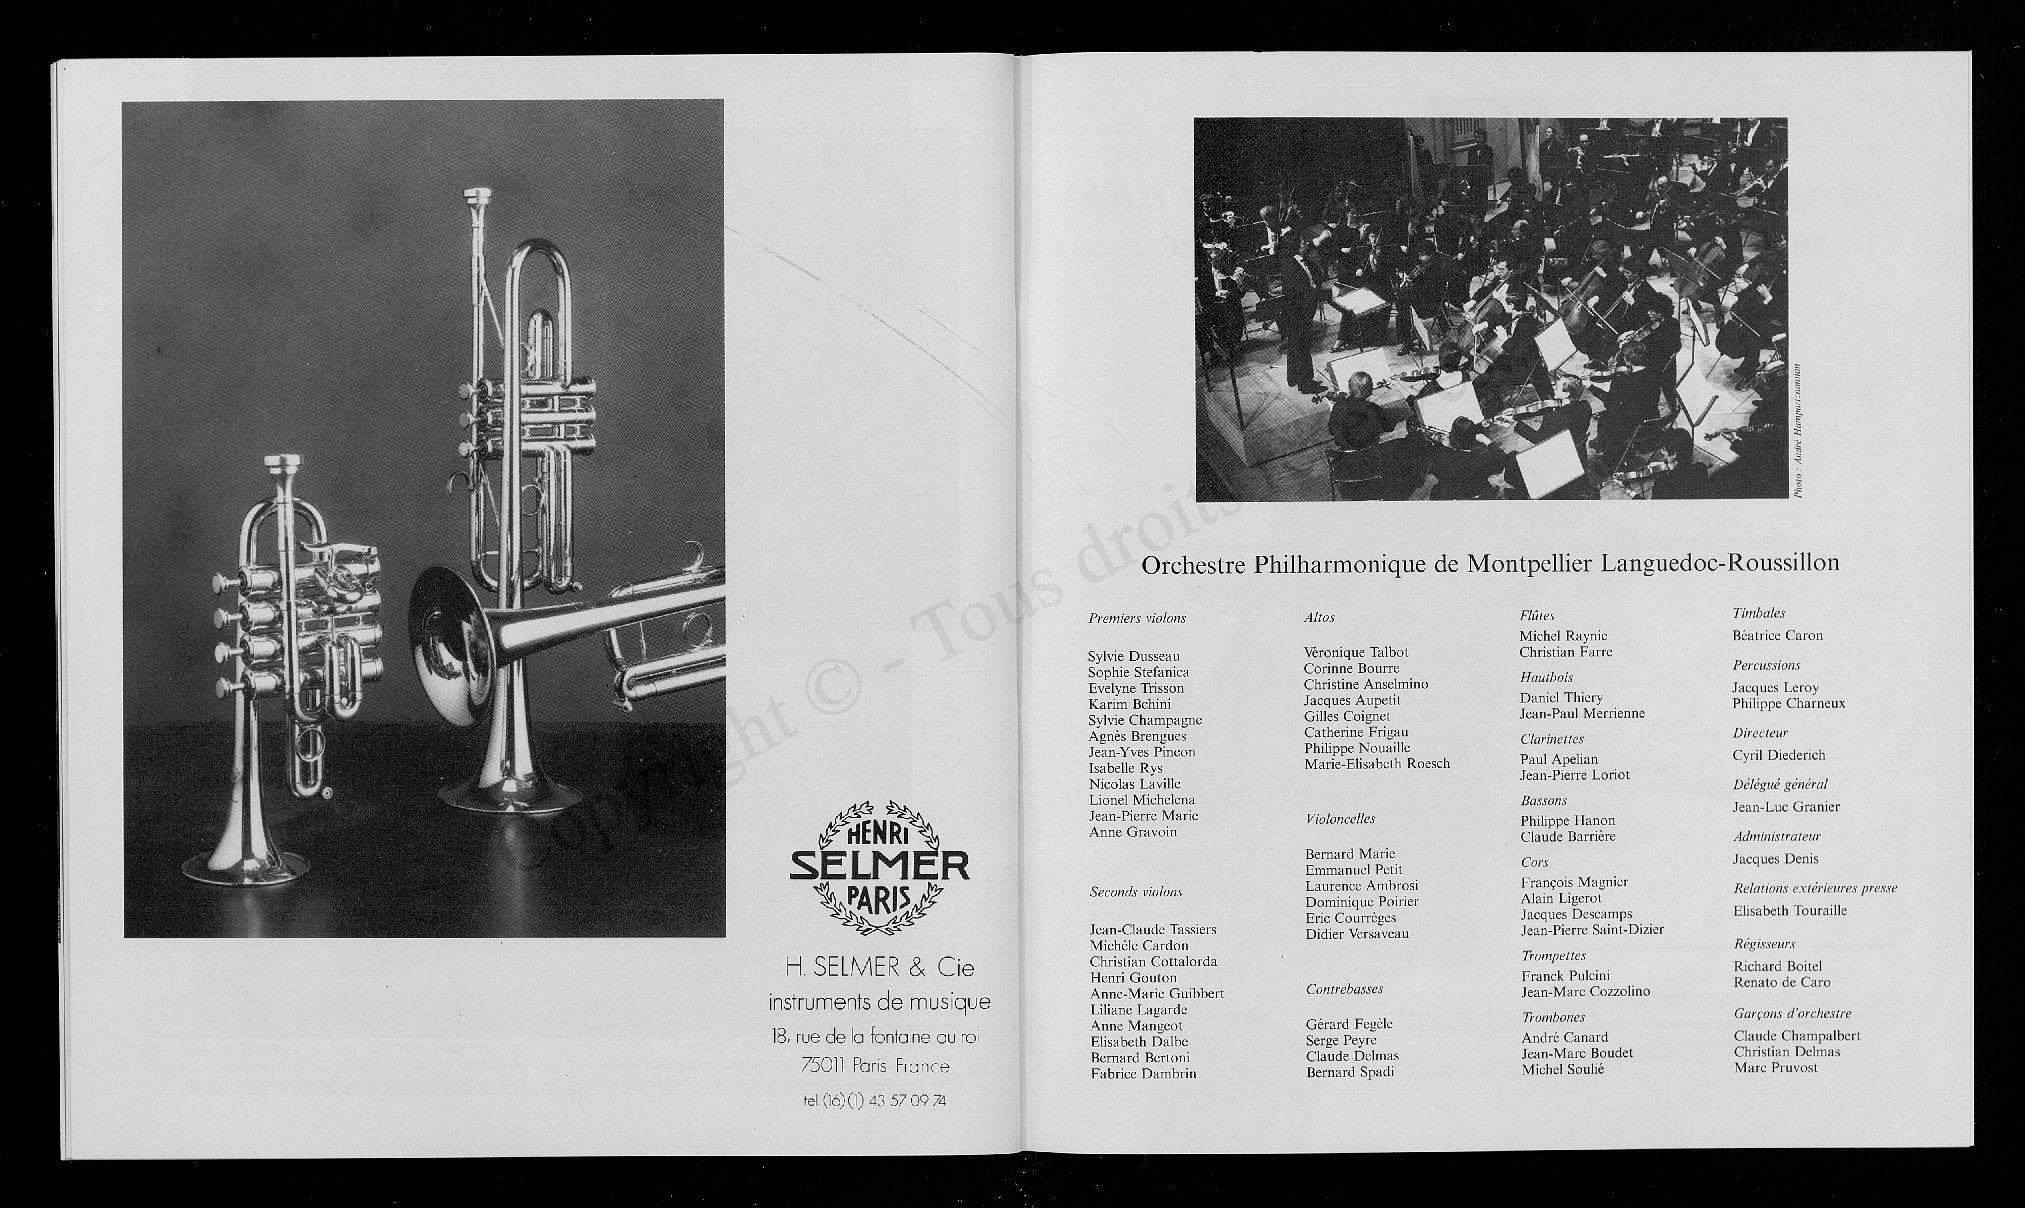 HENRI
SELMER
PARIS
H. SELMER & Cie
instruments de musique
18, rue de la fontaine au roi
75011 Paris France
tel. (16) (1) 43 57 09 74
Photo : André Hampartzoumian
Orchestre Philharmonique de Montpellier Languedoc-Roussillon
Premiers violons
Sylvie Dusseau
Sophie Stefanica
Evelyne Trisson
Karim Behini
Sylvie Champagne
Agnès Brengues
Jean-Yves Pincon
Isabelle Rys
Nicolas Laville
Lionel Michelena
Jean-Pierre Marie
Anne Gravoin
Seconds violons
Jean-Claude Tassiers
Michèle Cardon
Christian Cottalorda
Henri Gouton
Anne-Marie Guibbert
Liliane Lagarde
Anne Mangeot
Elisabeth Dalbe
Bernard Bertoni
Fabrice Dambrin
Altos
Véronique Talbot
Corinne Bourre
Christine Anselmino
Jacques Aupetit
Gilles Coignet
Catherine Frigau
Philippe Nouaille
Marie-Elisabeth Roesch
Violoncelles
Bernard Marie
Emmanuel Petit
Laurence Ambrosi
Dominique Poirier
Eric Courrèges
Didier Versaveau
Contrebasses
Gérard Fegèle
Serge Peyre
Claude Delmas
Bernard Spadi
Flûtes
Michel Raynie
Christian Farre
Hautbois
Daniel Thiery
Jean-Paul Merrienne
Clarinettes
Paul Apelian
Jean-Pierre Loriot
Bassons
Philippe Hanon
Claude Barrière
Cors
François Magnier
Alain Ligerot
Jacques Descamps
Jean-Pierre Saint-Dizier
Trompettes
Franck Pulcini
Jean-Marc Cozzolino
Trombones
André Canard
Jean-Marc Boudet
Michel Soulié
Timbales
Béatrice Caron
Percussions
Jacques Leroy
Philippe Charneux
Directeur
Cyril Diederich
Délégué général
Jean-Luc Granier
Administrateur
Jacques Denis
Relations extérieures presse
Elisabeth Touraille
Régisseurs
Richard Boitel
Renato de Caro
Garçons d'orchestre
Claude Champalbert
Christian Delmas
Marc Pruvost
Copyright © - Tous droits